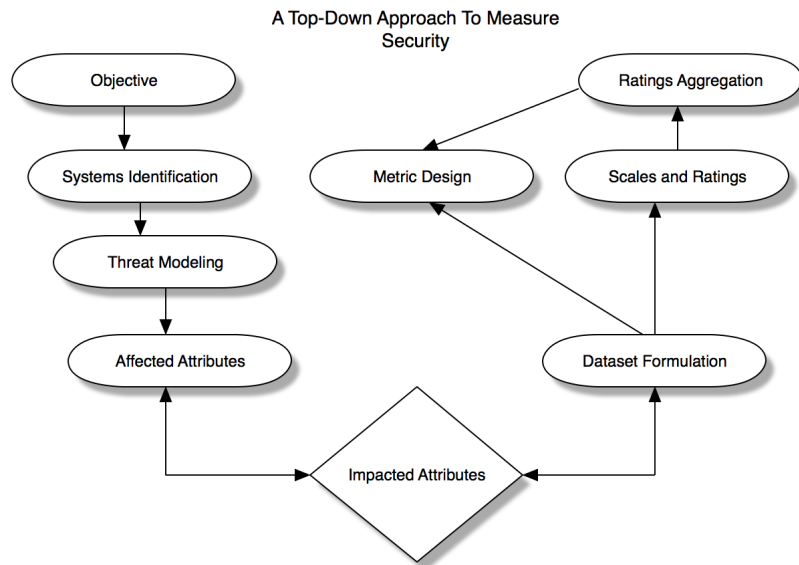 A Top-Down Approach To Measure
Security
Objective
Ratings Aggregation
Systems Identification
Metric Design
Scales and Ratings
Threat Modeling
Affected Attributes
Dataset Formulation
Impacted Attributes